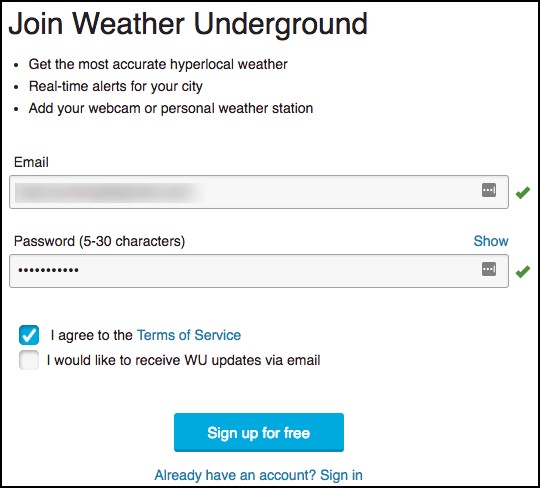 Join Weather Underground
• Get the most accurate hyperlocal weather
• Real-time alerts for your city
• Add your webcam or personal weather station
Email
Password (5-30 characters) Show
•••••••••••
I agree to the Terms of Service
I would like to receive WU updates via email
Sign up for free
Already have an account? Sign in